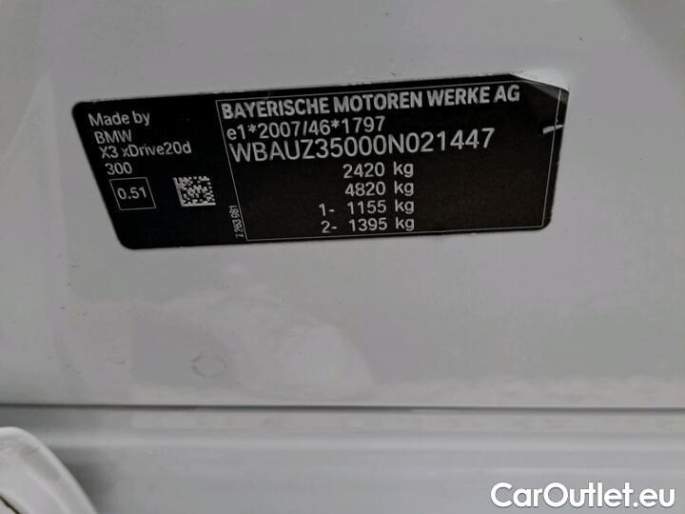 Made by
BMW
X3 xDrive20d
300
0.51
BAYERISCHE MOTOREN WERKE AG
e1*2007/46*1797
WBAUZ35000N021447
2420 kg
4820 kg
1- 1155 kg
2- 1395 kg
CarOutlet.eu